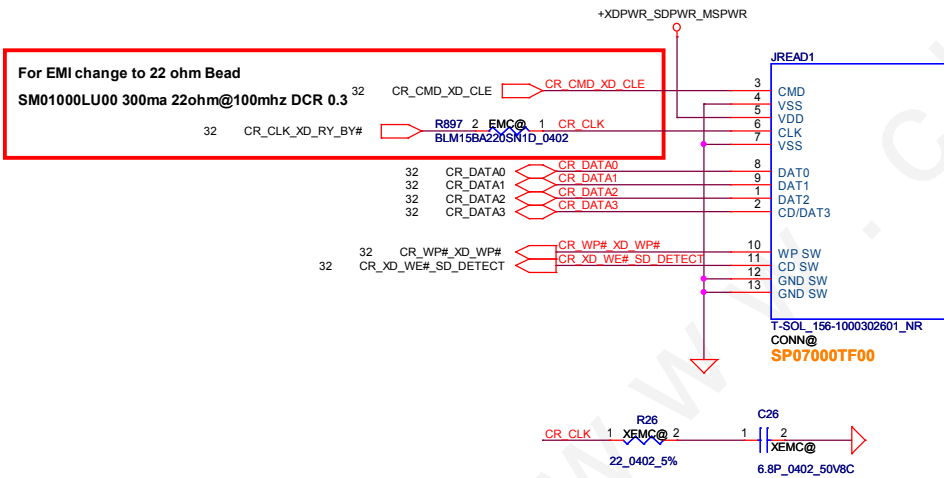 +XDPWR_SDPWR_MSPWR
For EMI change to 22 ohm Bead
SM01000LU00 300ma 22ohm@100mhz DCR 0.3
JREAD1
32 CR_CMD_XD_CLE CR_CMD_XD_CLE 3 CMD
4 VSS
5 VDD
32 CR_CLK_XD_RY_BY# R897 2 EMC@ 1 CR_CLK 6 CLK
BLM15BA220SN1D_0402
7 VSS
32 CR_DATA0 CR_DATA0 8 DAT0
32 CR_DATA1 CR_DATA1 9 DAT1
32 CR_DATA2 CR_DATA2 1 DAT2
32 CR_DATA3 CR_DATA3 2 CD/DAT3
32 CR_WP#_XD_WP# CR_WP#_XD_WP# 10 WP SW
32 CR_XD_WE#_SD_DETECT CR_XD_WE#_SD_DETECT 11 CD SW
12 GND SW
13 GND SW
T-SOL_156-1000302601_NR
CONN@
SP07000TF00
R26 C26
CR_CLK 1 XEMC@ 2 1 2
XEMC@
22_0402_5% 6.8P_0402_50V8C